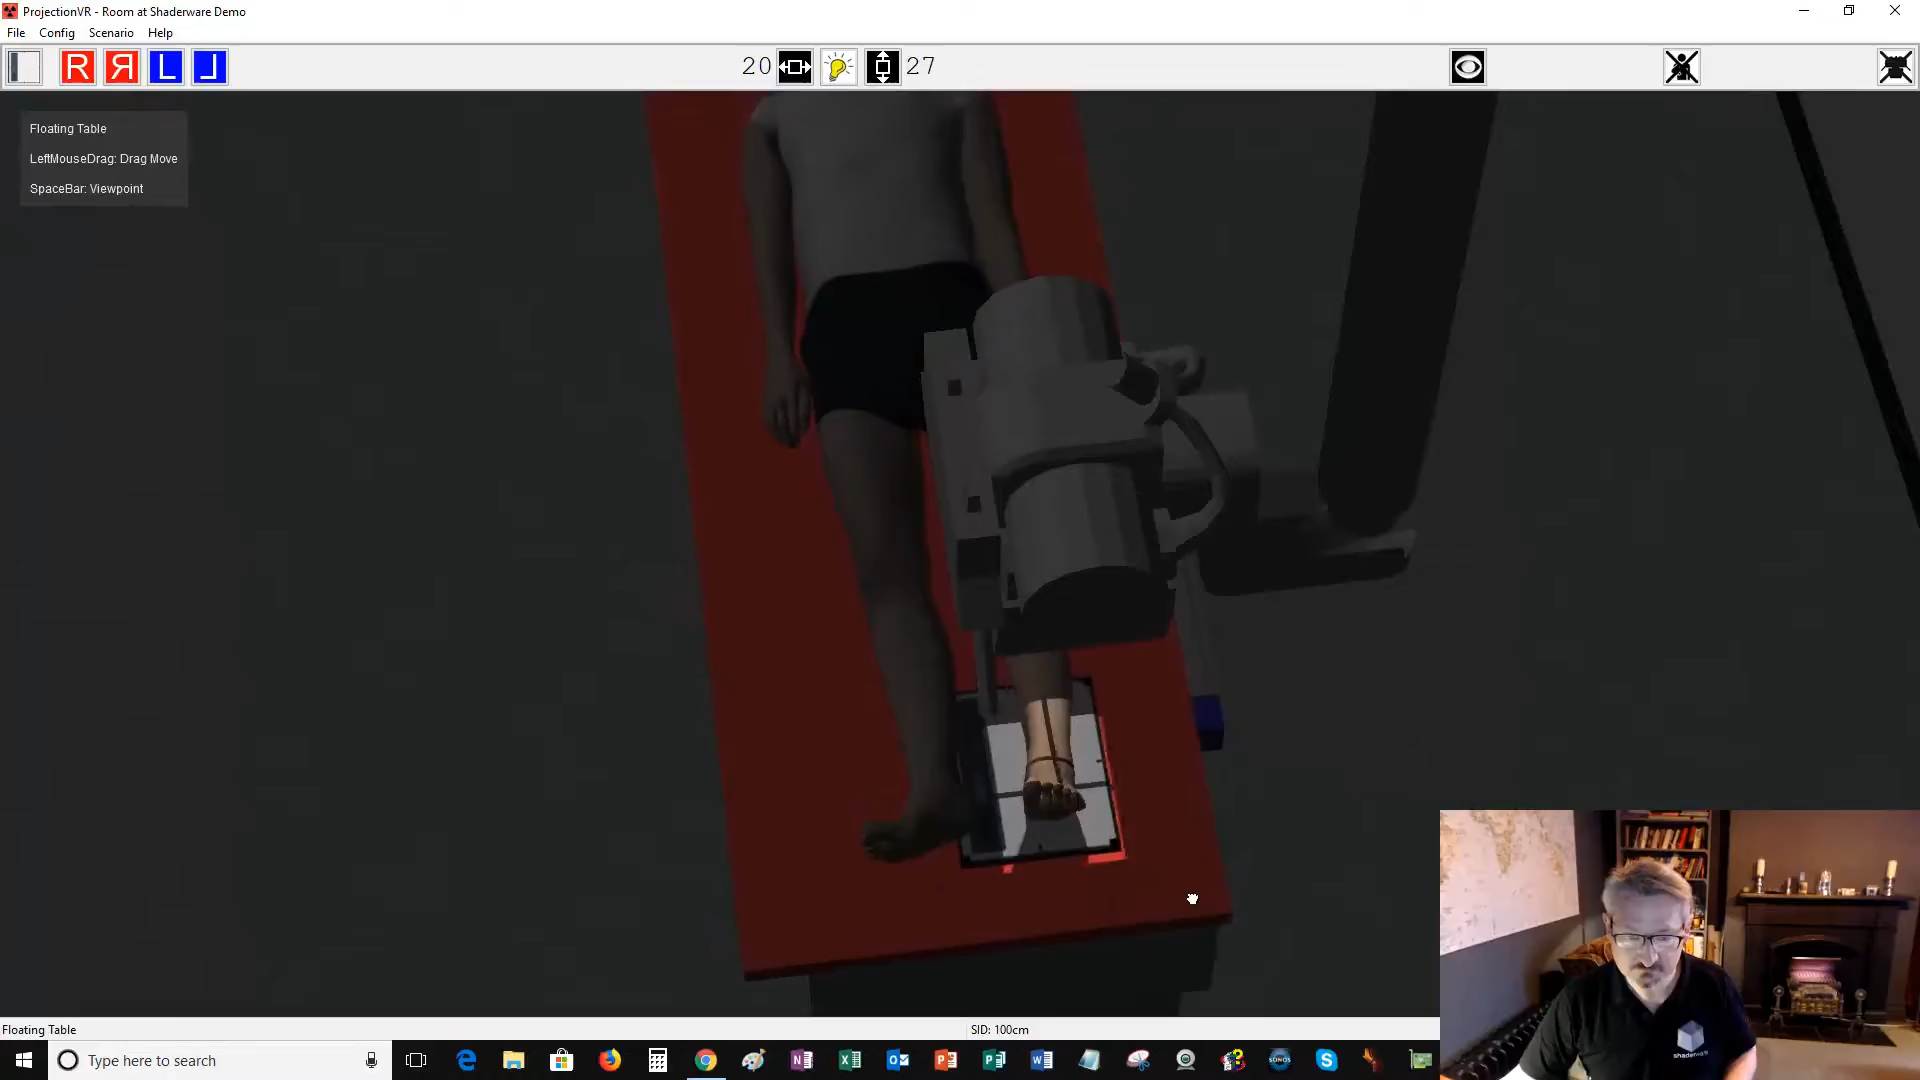 ProjectionVR - Room at Shaderware Demo
File Config Scenario Help
R R L L 20 27
Floating Table
LeftMouseDrag: Drag Move
SpaceBar: Viewpoint
Floating Table SID: 100cm
Type here to search